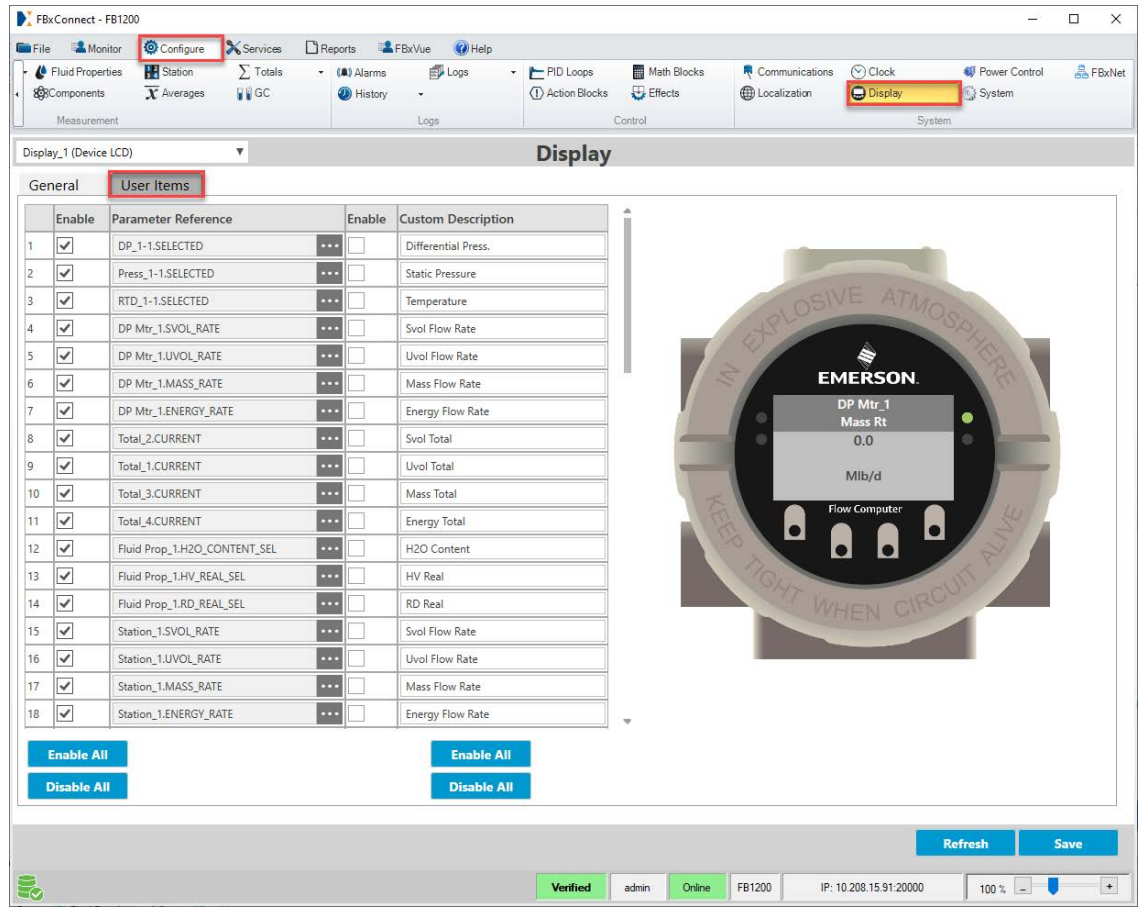 FBxConnect - FB1200
File Monitor Configure Services Reports FBxVue Help
Fluid Properties Station Totals Alarms Logs PID Loops Math Blocks Communications Clock Power Control FBxNet
Components Averages GC History Action Blocks Effects Localization Display System
Measurement Logs Control System
Display_1 (Device LCD) Display
General User Items
Enable Parameter Reference Enable Custom Description
1 DP_1-1.SELECTED Differential Press.
2 Press_1-1.SELECTED Static Pressure
3 RTD_1-1.SELECTED Temperature
4 DP Mtr_1.SVOL_RATE Svol Flow Rate
5 DP Mtr_1.UVOL_RATE Uvol Flow Rate
6 DP Mtr_1.MASS_RATE Mass Flow Rate
7 DP Mtr_1.ENERGY_RATE Energy Flow Rate
8 Total_2.CURRENT Svol Total
9 Total_1.CURRENT Uvol Total
10 Total_3.CURRENT Mass Total
11 Total_4.CURRENT Energy Total
12 Fluid Prop_1.H2O_CONTENT_SEL H2O Content
13 Fluid Prop_1.HV_REAL_SEL HV Real
14 Fluid Prop_1.RD_REAL_SEL RD Real
15 Station_1.SVOL_RATE Svol Flow Rate
16 Station_1.UVOL_RATE Uvol Flow Rate
17 Station_1.MASS_RATE Mass Flow Rate
18 Station_1.ENERGY_RATE Energy Flow Rate
Enable All Enable All
Disable All Disable All
IN EXPLOSIVE ATMOSPHERE
EMERSON
DP Mtr_1
Mass Rt
0.0
Mlb/d
Flow Computer
KEEP TIGHT WHEN CIRCUIT ALIVE
Refresh Save
Verified admin Online FB1200 IP: 10.208.15.91:20000 100 % - +